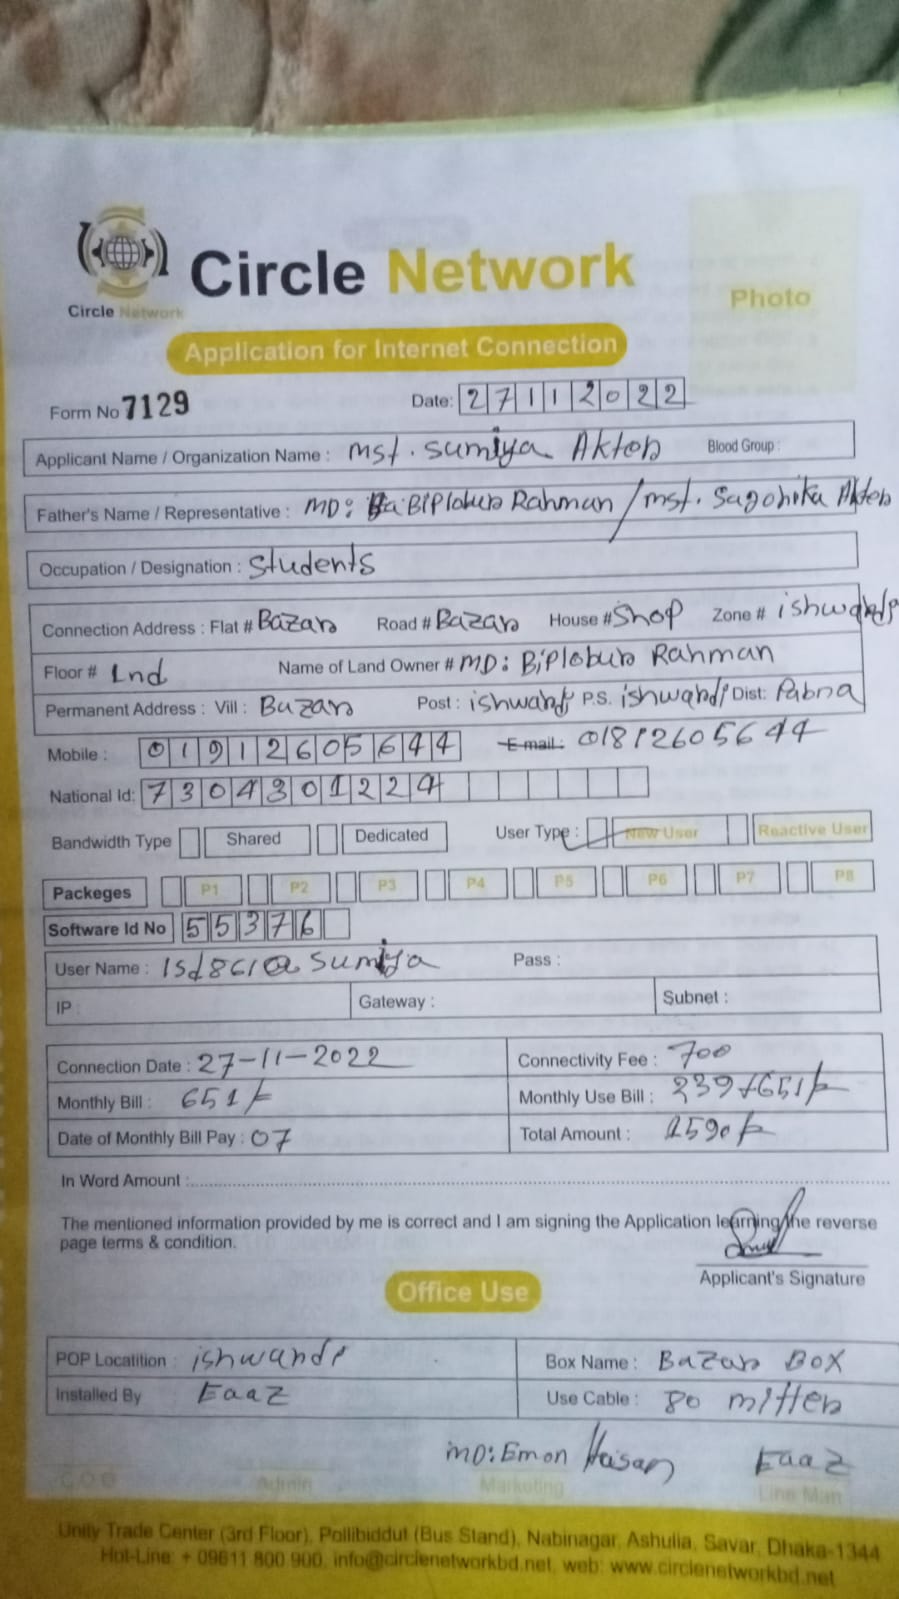 Circle Network
Circle Network
Photo
Application for Internet Connection
Form No 7129
Date: 27112022
Applicant Name / Organization Name : mst. sumiya Akter Blood Group :
Father's Name / Representative : MD: Biplobur Rahman / mst. Akter
Occupation / Designation : students
Connection Address : Flat # Bazar Road # Bazar House # Shop Zone # ishwardi
Floor # 1nd Name of Land Owner # MD: Biplobur Rahman
Permanent Address : Vill : Bazar Post : ishwardi P.S. ishwardi Dist: Pabna
Mobile : 01912605644 E-mail : 01812605644
National Id: 7304301224
Bandwidth Type Shared Dedicated User Type : New User Reactive User
Packeges P1 P2 P3 P4 P5 P6 P7 P8
Software Id No 55376
User Name : @sumiya Pass :
IP : Gateway : Subnet :
Connection Date : 27-11-2022 Connectivity Fee : 700
Monthly Bill : 651/- Monthly Use Bill : 239+651/-
Date of Monthly Bill Pay : 07 Total Amount : 1590/-
In Word Amount :
The mentioned information provided by me is correct and I am signing the Application learning the reverse
page terms & condition.
Applicant's Signature
Office Use
POP Locatition : ishwardi Box Name : Bazar BOX
Installed By Eaaz Use Cable : 80 mitter
MD: Emon Hasan Eaaz
Admin Marketing Line Man
Unity Trade Center (3rd Floor), Pollibiddut (Bus Stand), Nabinagar, Ashulia, Savar, Dhaka-1344
Hot-Line: + 09611 800 900, info@circlenetworkbd.net, web: www.circlenetworkbd.net